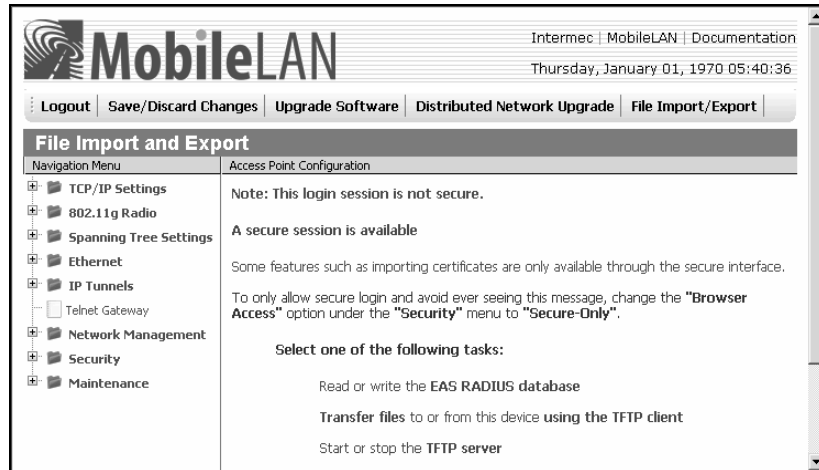 MobileLAN
Intermec | MobileLAN | Documentation
Thursday, January 01, 1970 05:40:36
Logout | Save/Discard Changes | Upgrade Software | Distributed Network Upgrade | File Import/Export |
File Import and Export
Navigation Menu
Access Point Configuration
TCP/IP Settings
802.11g Radio
Spanning Tree Settings
Ethernet
IP Tunnels
Telnet Gateway
Network Management
Security
Maintenance
Note: This login session is not secure.
A secure session is available
Some features such as importing certificates are only available through the secure interface.
To only allow secure login and avoid ever seeing this message, change the "Browser
Access" option under the "Security" menu to "Secure-Only".
Select one of the following tasks:
Read or write the EAS RADIUS database
Transfer files to or from this device using the TFTP client
Start or stop the TFTP server